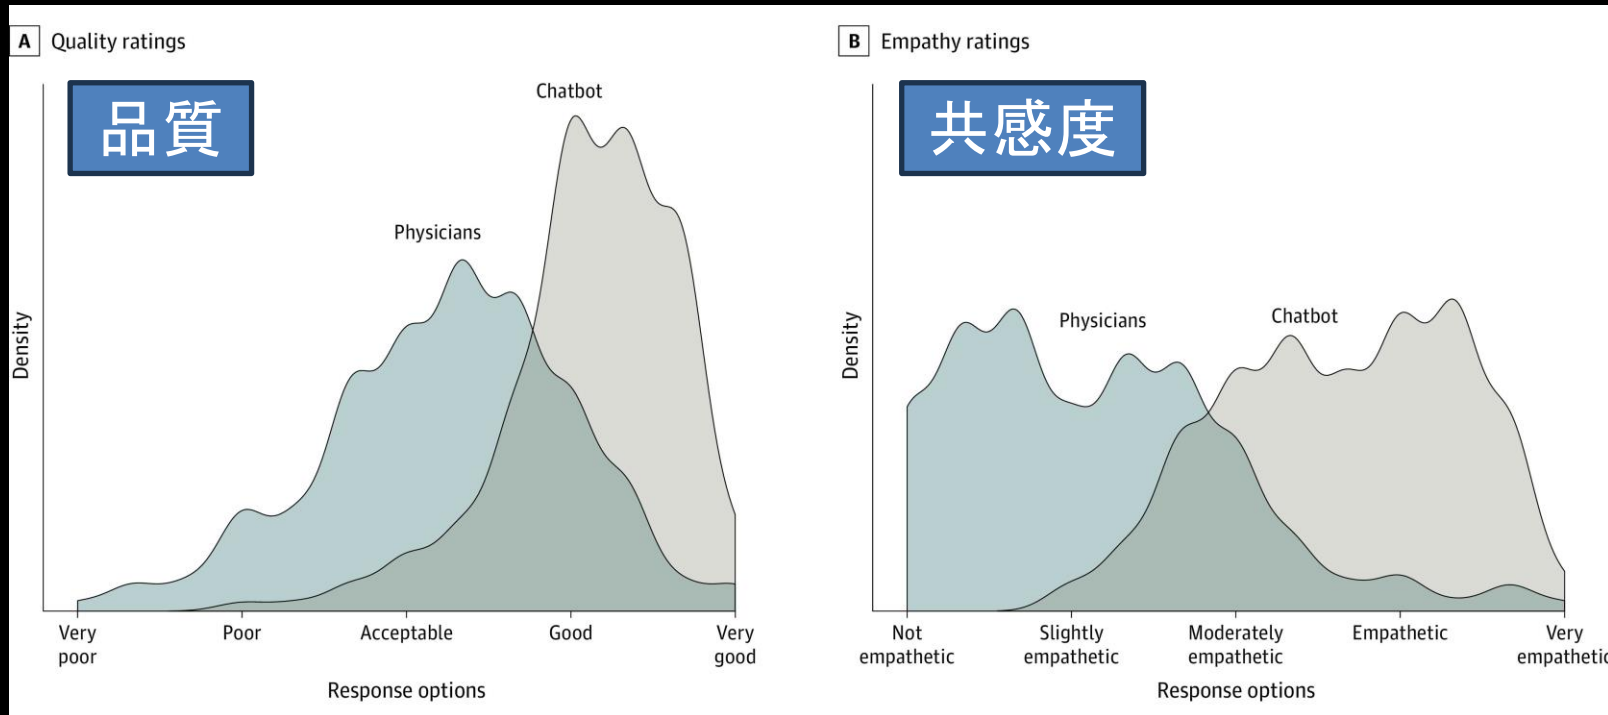 A Quality ratings
品質
Chatbot
Physicians
Density
Very
poor
Poor
Acceptable
Good
Very
good
Response options
B Empathy ratings
共感度
Physicians
Chatbot
Density
Not
empathetic
Slightly
empathetic
Moderately
empathetic
Empathetic
Very
empathetic
Response options